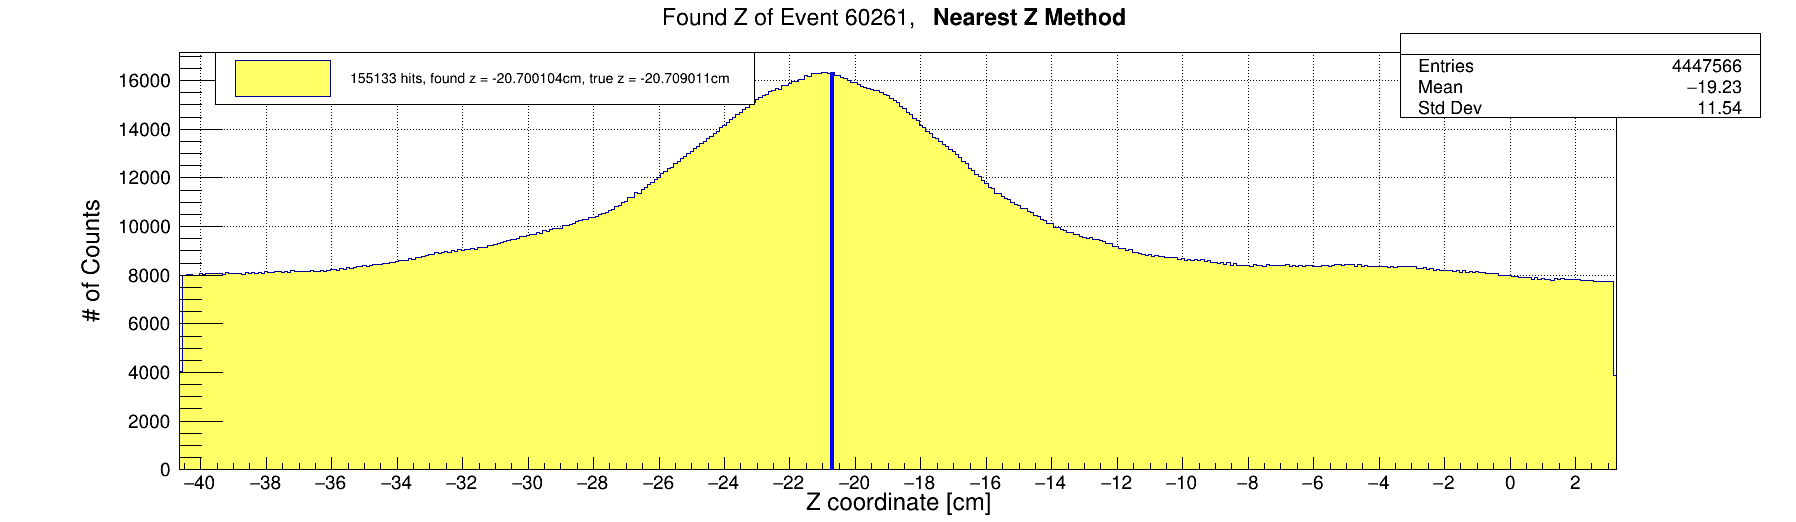 Found Z of Event 60261, Nearest Z Method
155133 hits, found z = -20.700104cm, true z = -20.709011cm
Entries 4447566
Mean −19.23
Std Dev 11.54
# of Counts
16000
14000
12000
10000
8000
6000
4000
2000
0
−40 −38 −36 −34 −32 −30 −28 −26 −24 −22 −20 −18 −16 −14 −12 −10 −8 −6 −4 −2 0 2
Z coordinate [cm]